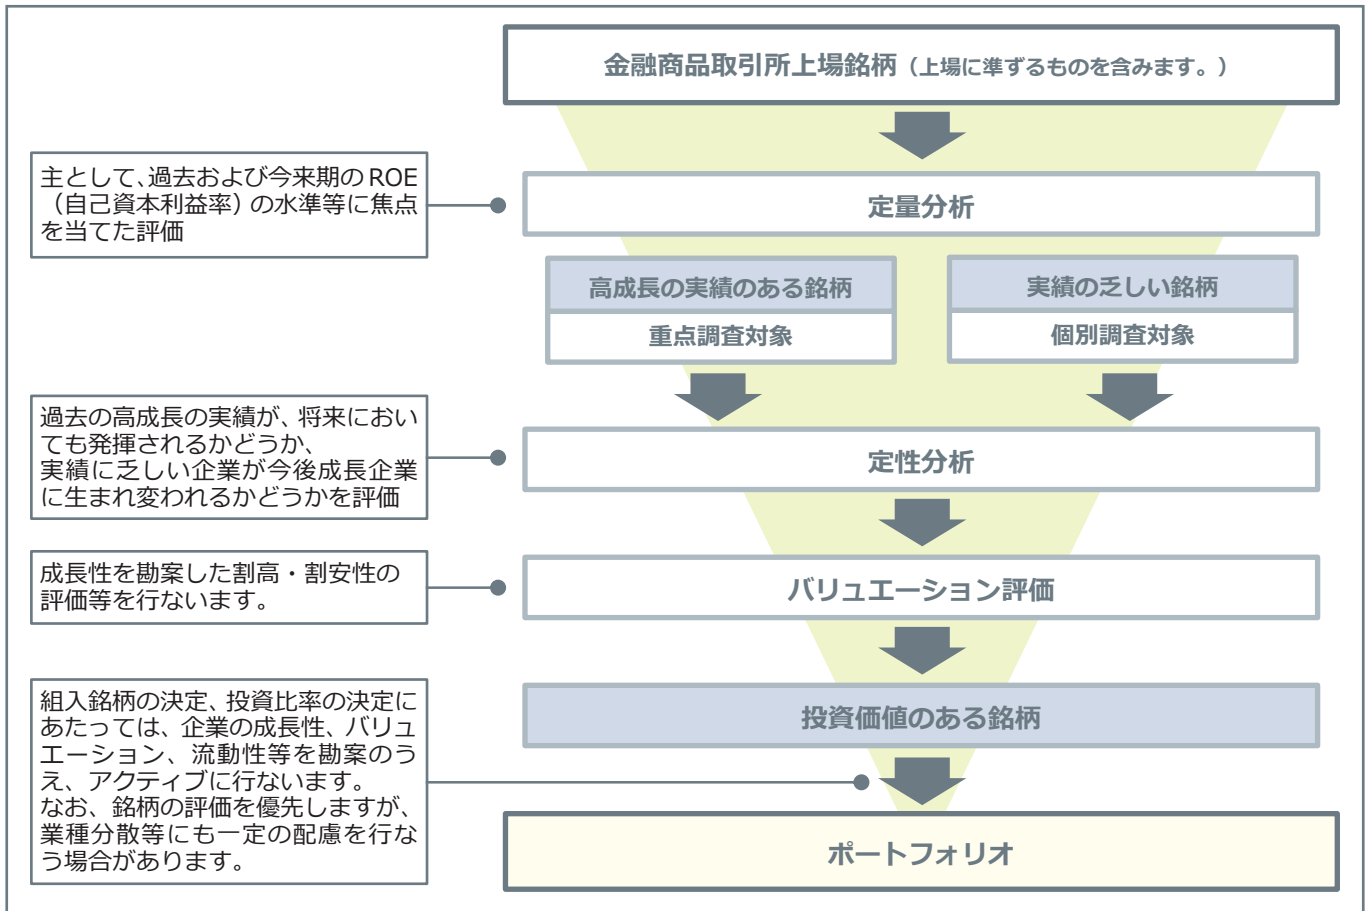 金融商品取引所上場銘柄（上場に準ずるものを含みます。）
主として、過去および今来期のROE
（自己資本利益率）の水準等に焦点
を当てた評価
定量分析
高成長の実績のある銘柄
重点調査対象
実績の乏しい銘柄
個別調査対象
過去の高成長の実績が、将来におい
ても発揮されるかどうか、
実績に乏しい企業が今後成長企業
に生まれ変われるかどうかを評価
定性分析
成長性を勘案した割高・割安性の
評価等を行ないます。
バリュエーション評価
組入銘柄の決定、投資比率の決定に
あたっては、企業の成長性、バリュ
エーション、流動性等を勘案のう
え、アクティブに行ないます。
なお、銘柄の評価を優先しますが、
業種分散等にも一定の配慮を行な
う場合があります。
投資価値のある銘柄
ポートフォリオ